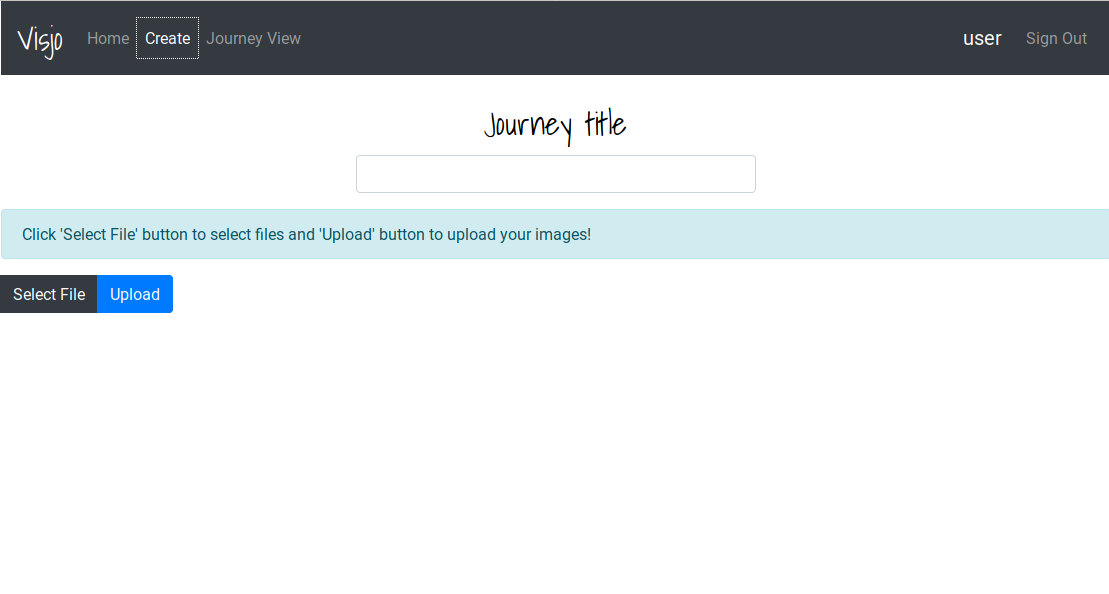 Visjo Home Create Journey View user Sign Out
Journey title
Click 'Select File' button to select files and 'Upload' button to upload your images!
Select File Upload